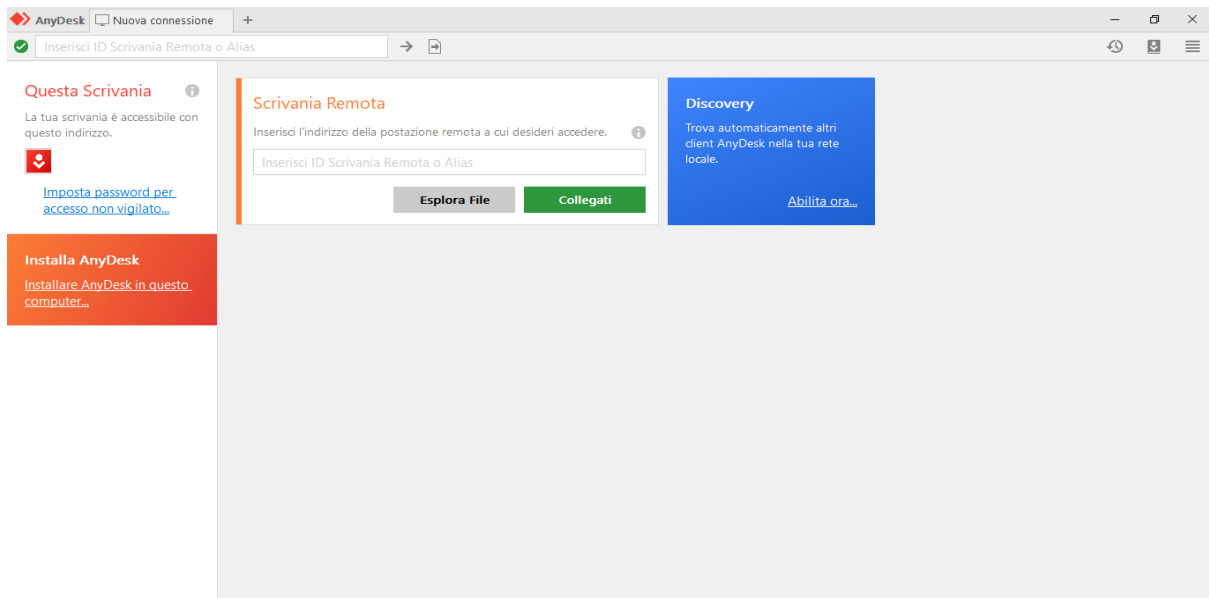 AnyDesk Nuova connessione +
Inserisci ID Scrivania Remota o Alias
Questa Scrivania
La tua scrivania è accessibile con
questo indirizzo.
Imposta password per
accesso non vigilato...
Installa AnyDesk
Installare AnyDesk in questo
computer...
Scrivania Remota
Inserisci l'indirizzo della postazione remota a cui desideri accedere.
Inserisci ID Scrivania Remota o Alias
Esplora File Collegati
Discovery
Trova automaticamente altri
client AnyDesk nella tua rete
locale.
Abilita ora...